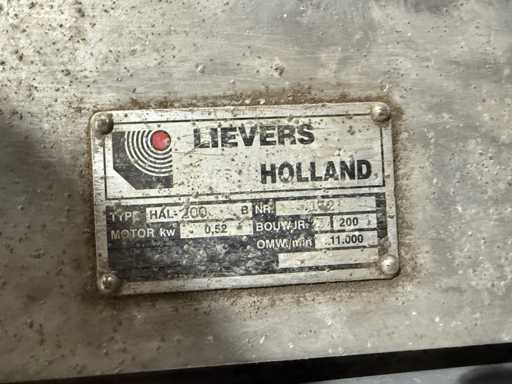 LIEVERS
HOLLAND
TYPE HAL- 200 B NR.
MOTOR kw 0,52 BOUWJR. 200
OMW./min 11.000